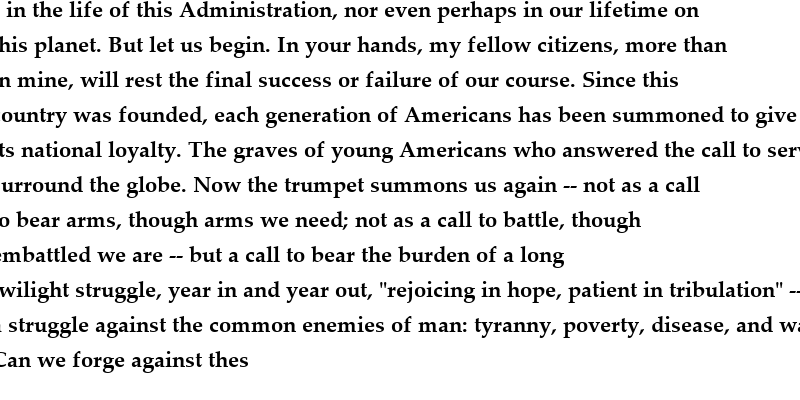 in the life of this Administration, nor even perhaps in our lifetime on
his planet. But let us begin. In your hands, my fellow citizens, more than
n mine, will rest the final success or failure of our course. Since this
ountry was founded, each generation of Americans has been summoned to give
ts national loyalty. The graves of young Americans who answered the call to serv
urround the globe. Now the trumpet summons us again -- not as a call
o bear arms, though arms we need; not as a call to battle, though
embattled we are -- but a call to bear the burden of a long
wilight struggle, year in and year out, "rejoicing in hope, patient in tribulation" --
struggle against the common enemies of man: tyranny, poverty, disease, and wa
Can we forge against thes